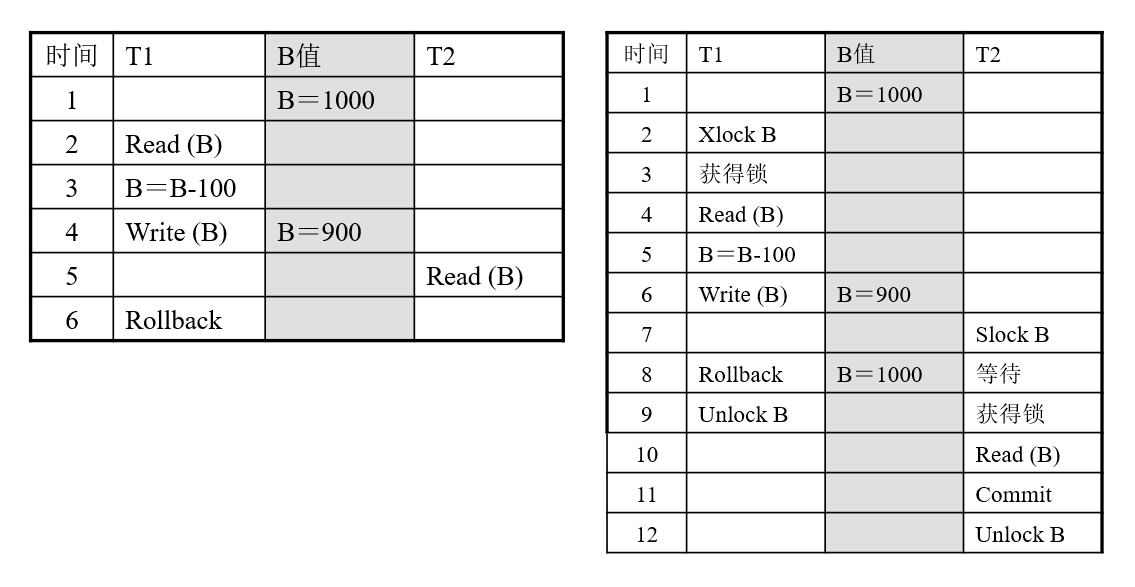 时间 T1 B值 T2
1 B＝1000
2 Read (B)
3 B＝B-100
4 Write (B) B＝900
5 Read (B)
6 Rollback
时间 T1 B值 T2
1 B＝1000
2 Xlock B
3 获得锁
4 Read (B)
5 B＝B-100
6 Write (B) B＝900
7 Slock B
8 Rollback B＝1000 等待
9 Unlock B 获得锁
10 Read (B)
11 Commit
12 Unlock B